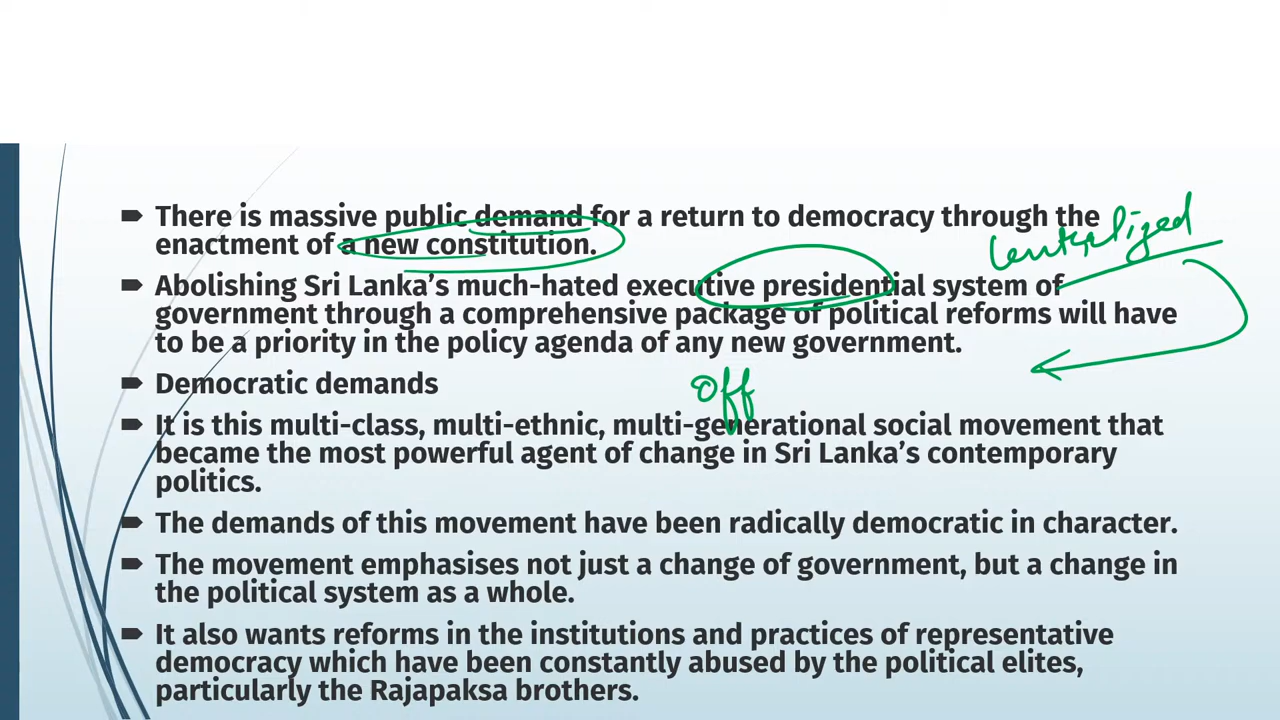 There is massive public demand for a return to democracy through the
enactment of a new constitution.
centralized
Abolishing Sri Lanka's much-hated executive presidential system of
government through a comprehensive package of political reforms will have
to be a priority in the policy agenda of any new government.
Democratic demands
off
It is this multi-class, multi-ethnic, multi-generational social movement that
became the most powerful agent of change in Sri Lanka's contemporary
politics.
The demands of this movement have been radically democratic in character.
The movement emphasises not just a change of government, but a change in
the political system as a whole.
It also wants reforms in the institutions and practices of representative
democracy which have been constantly abused by the political elites,
particularly the Rajapaksa brothers.